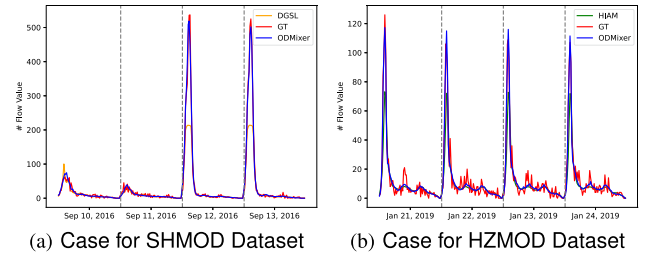 DGSL
GT
ODMixer
# Flow Value
500
400
300
200
100
0
Sep 10, 2016 Sep 11, 2016 Sep 12, 2016 Sep 13, 2016
(a) Case for SHMOD Dataset
HIAM
GT
ODMixer
# Flow Value
120
100
80
60
40
20
0
Jan 21, 2019 Jan 22, 2019 Jan 23, 2019 Jan 24, 2019
(b) Case for HZMOD Dataset